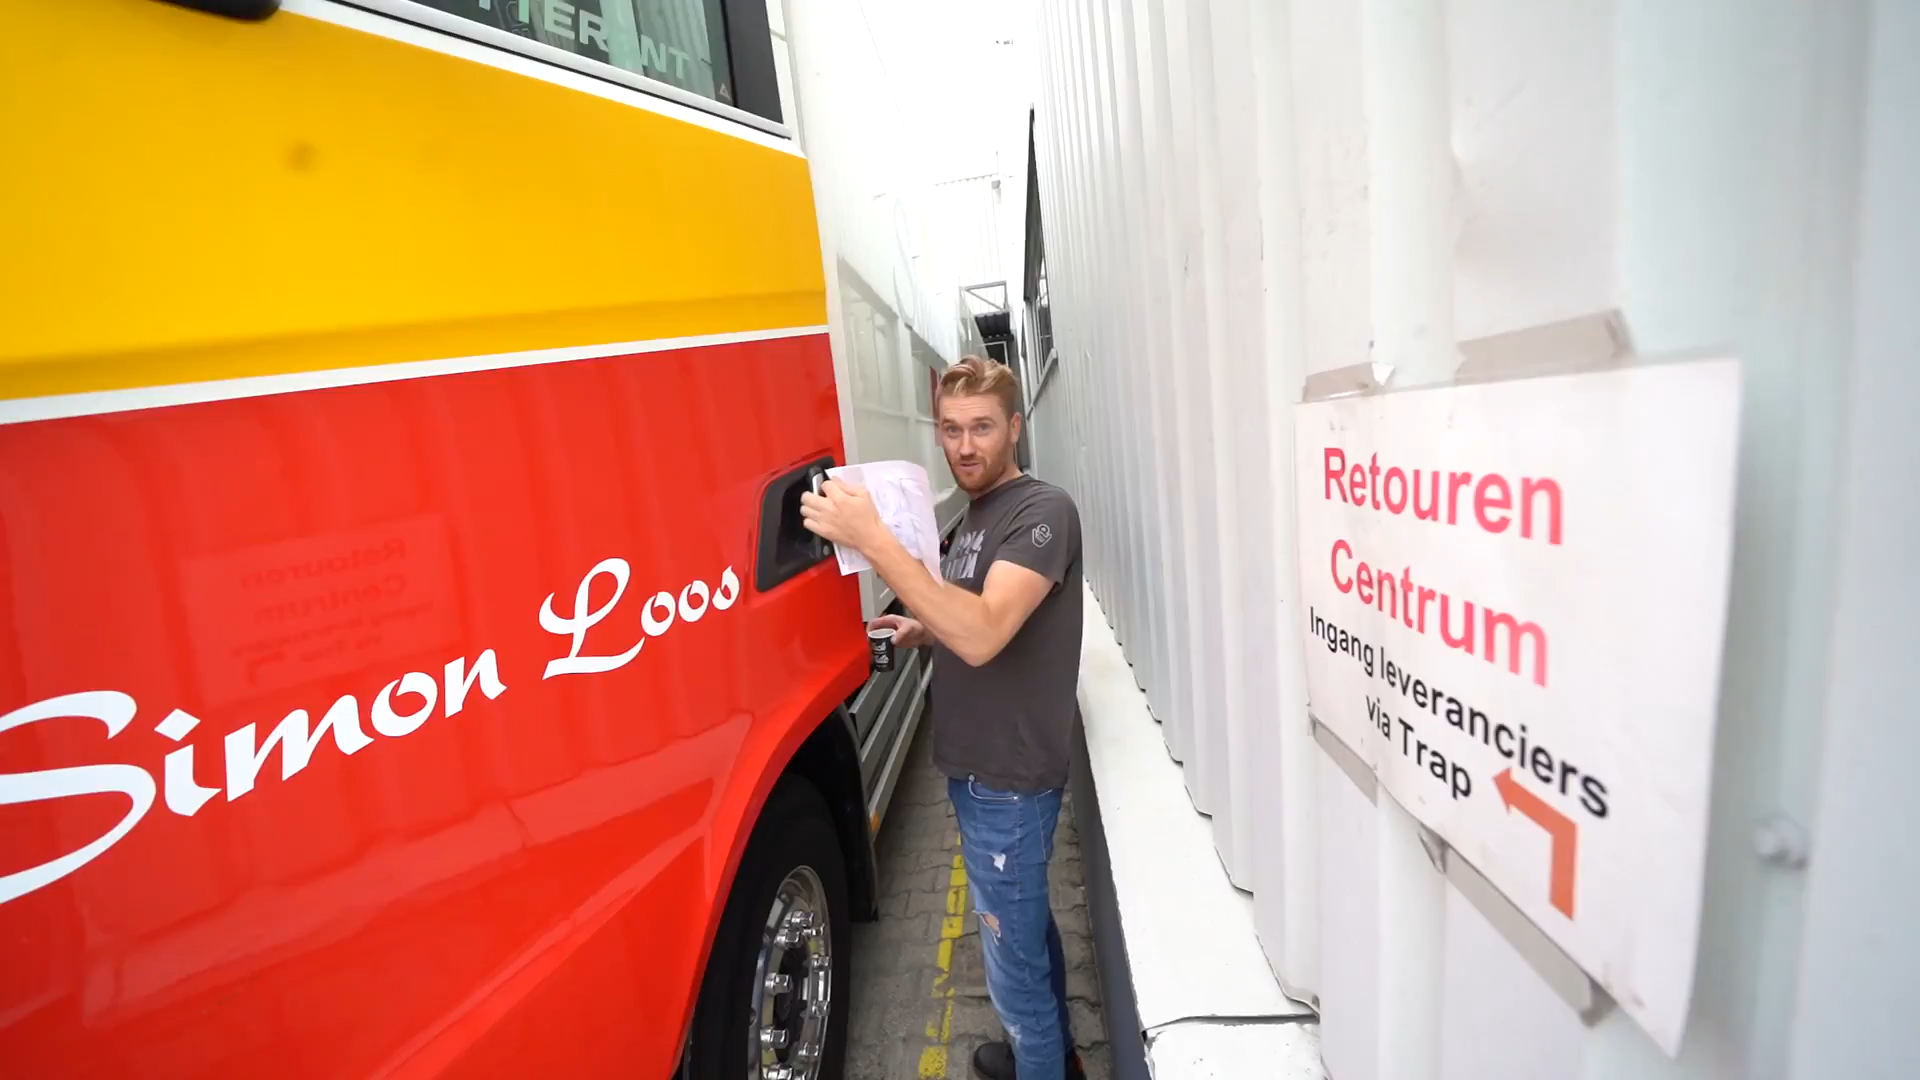 Simon Loos
Retouren
Centrum
Ingang leveranciers
via Trap